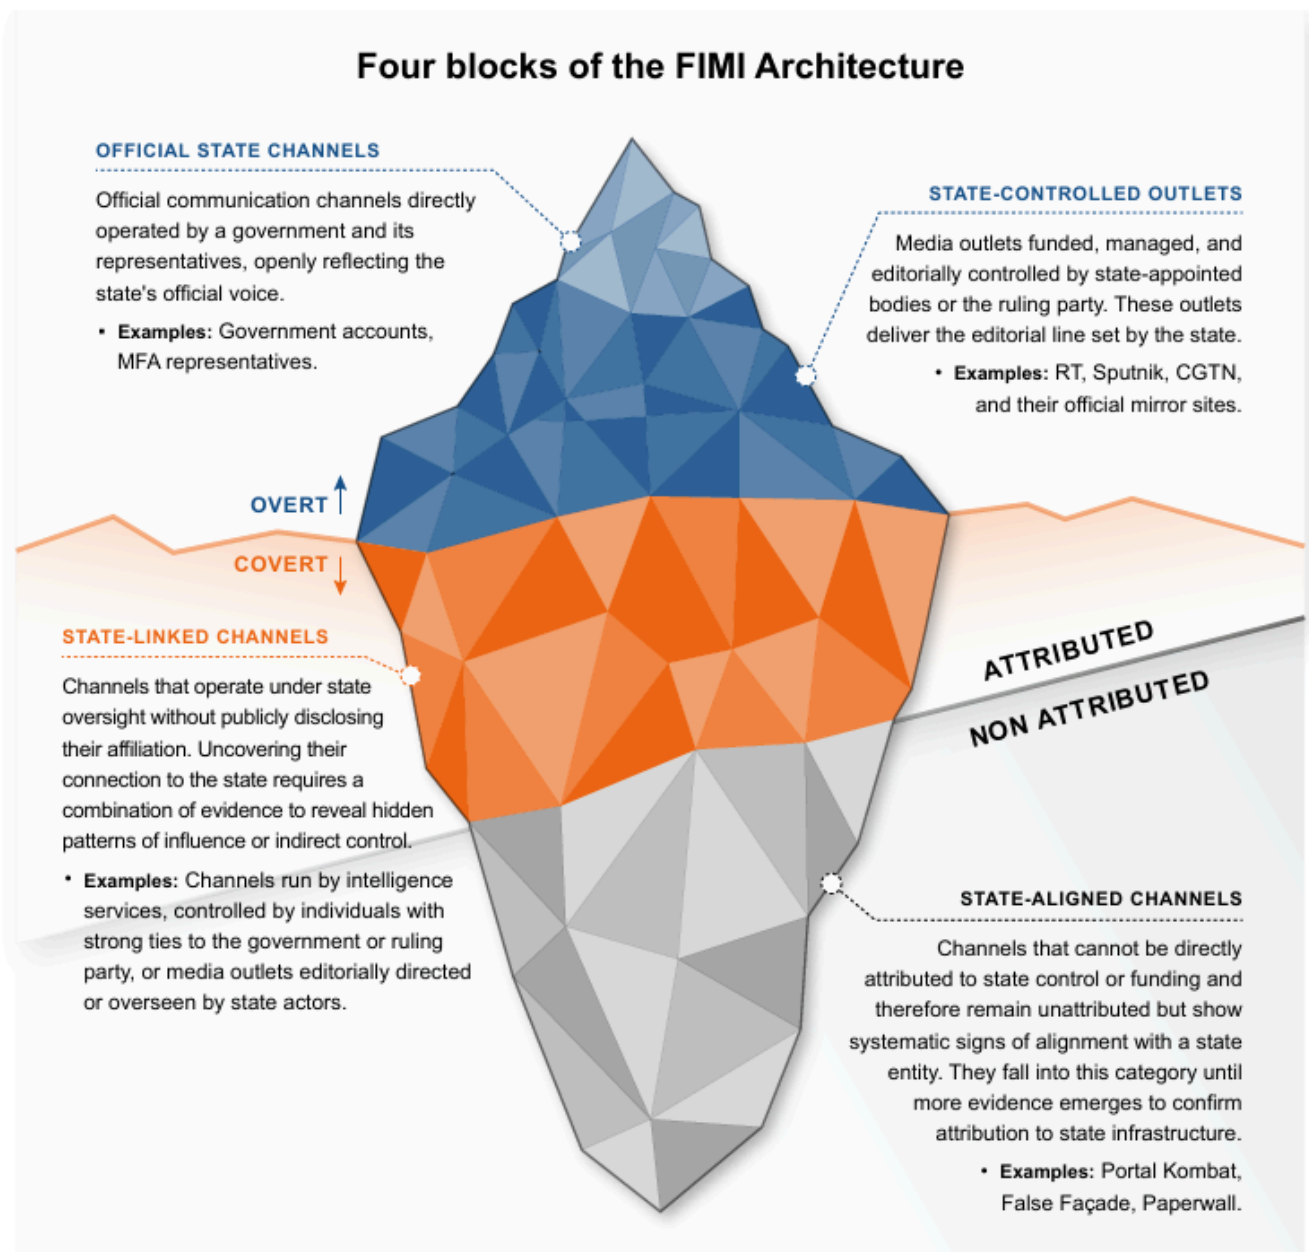 Four blocks of the FIMI Architecture
OFFICIAL STATE CHANNELS
Official communication channels directly
operated by a government and its
representatives, openly reflecting the
state's official voice.
• Examples: Government accounts,
MFA representatives.
STATE-CONTROLLED OUTLETS
Media outlets funded, managed, and
editorially controlled by state-appointed
bodies or the ruling party. These outlets
deliver the editorial line set by the state.
• Examples: RT, Sputnik, CGTN,
and their official mirror sites.
OVERT
COVERT
STATE-LINKED CHANNELS
Channels that operate under state
oversight without publicly disclosing
their affiliation. Uncovering their
connection to the state requires a
combination of evidence to reveal hidden
patterns of influence or indirect control.
• Examples: Channels run by intelligence
services, controlled by individuals with
strong ties to the government or ruling
party, or media outlets editorially directed
or overseen by state actors.
ATTRIBUTED
NON ATTRIBUTED
STATE-ALIGNED CHANNELS
Channels that cannot be directly
attributed to state control or funding and
therefore remain unattributed but show
systematic signs of alignment with a state
entity. They fall into this category until
more evidence emerges to confirm
attribution to state infrastructure.
• Examples: Portal Kombat,
False Façade, Paperwall.